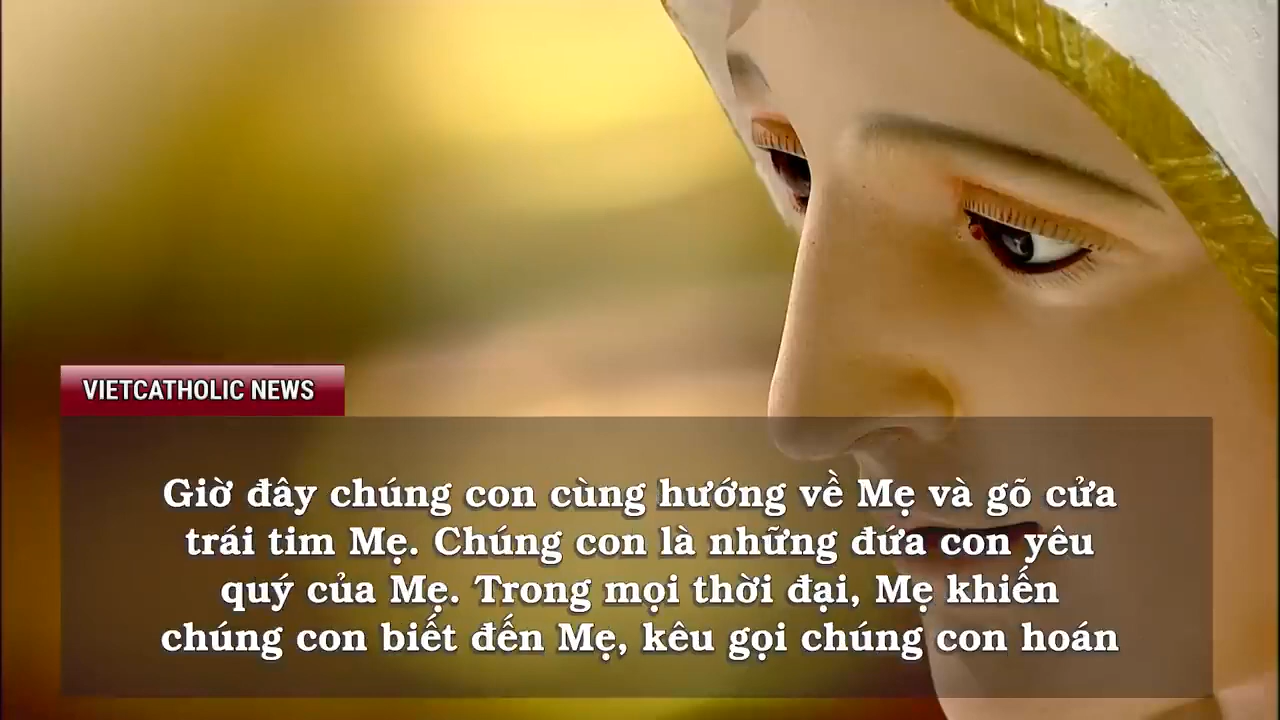 VIETCATHOLIC NEWS
Giờ đây chúng con cùng hướng về Mẹ và gõ cửa
trái tim Mẹ. Chúng con là những đứa con yêu
quý của Mẹ. Trong mọi thời đại, Mẹ khiến
chúng con biết đến Mẹ, kêu gọi chúng con hoán